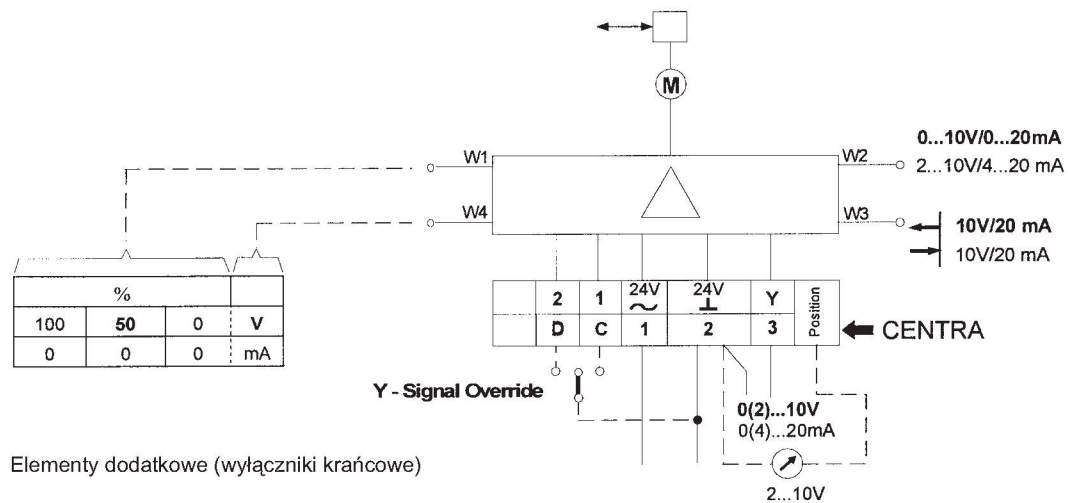 M
0...10V/0...20mA
W1
W2
2...10V/4...20 mA
W4
W3
10V/20 mA
10V/20 mA
%
100 50 0 V
0 0 0 mA
2 1 24V 24V Y Position
D C 1 2 3
CENTRA
Y - Signal Override
0(2)...10V
0(4)...20mA
Elementy dodatkowe (wyłączniki krańcowe)
2...10V